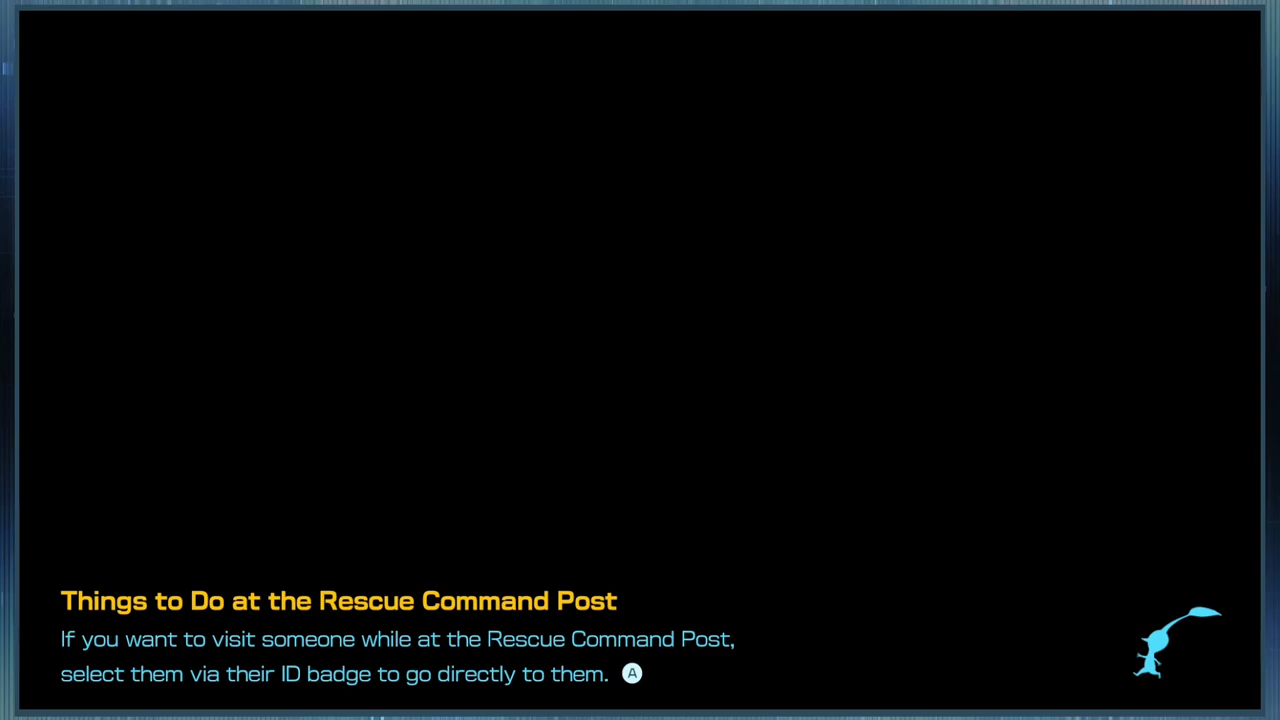 Things to Do at the Rescue Command Post
If you want to visit someone while at the Rescue Command Post,
select them via their ID badge to go directly to them. A